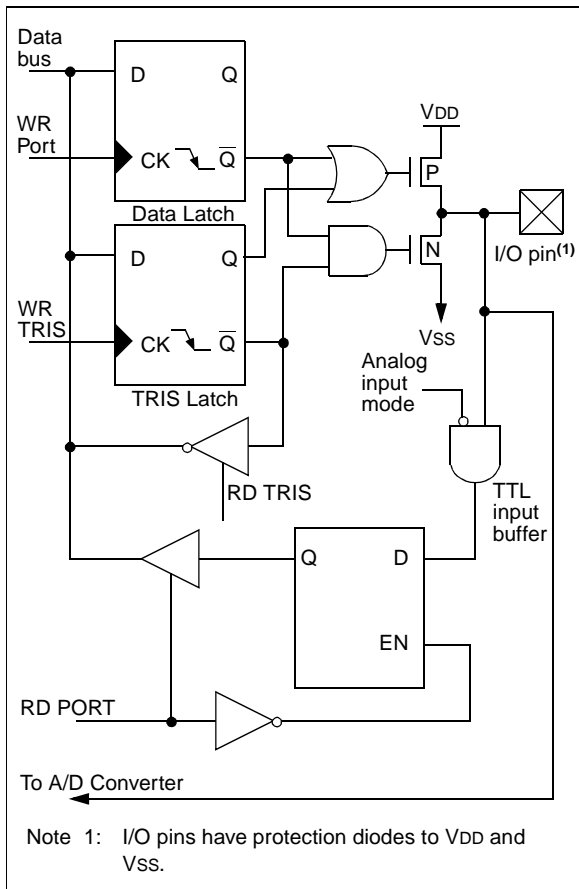 Data
bus
D
Q
WR
Port
CK
Q
VDD
P
Data Latch
D
Q
N
I/O pin(1)
WR
TRIS
CK
Q
VSS
TRIS Latch
Analog
input
mode
RD TRIS
TTL
input
buffer
Q
D
EN
RD PORT
To A/D Converter
Note 1: I/O pins have protection diodes to VDD and
VSS.